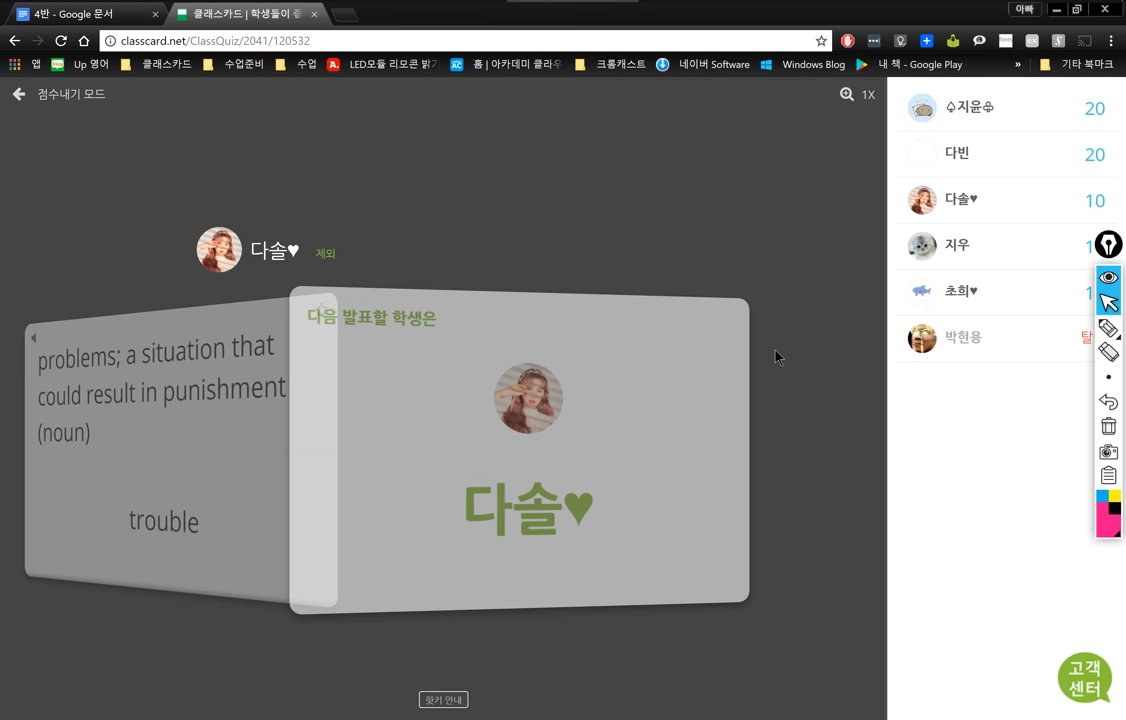 4반 - Google 문서
클래스카드 | 학생들이
아빠
classcard.net/ClassQuiz/2041/120532
앱
Up 영어
클래스카드
수업준비
수업
LED모듈 리모콘 밝기
홈 | 아카데미 클라우
크롬캐스트
네이버 Software
Windows Blog
내 책 - Google Play
»
기타 북마크
점수내기 모드
1X
다솔♥ 제외
problems; a situation that
could result in punishment
(noun)
trouble
다음 발표할 학생은
다솔♥
핫키 안내
♤지윤♧ 20
다빈 20
다솔♥ 10
지우 1
초희♥ 1
박현용 탈
고객
센터